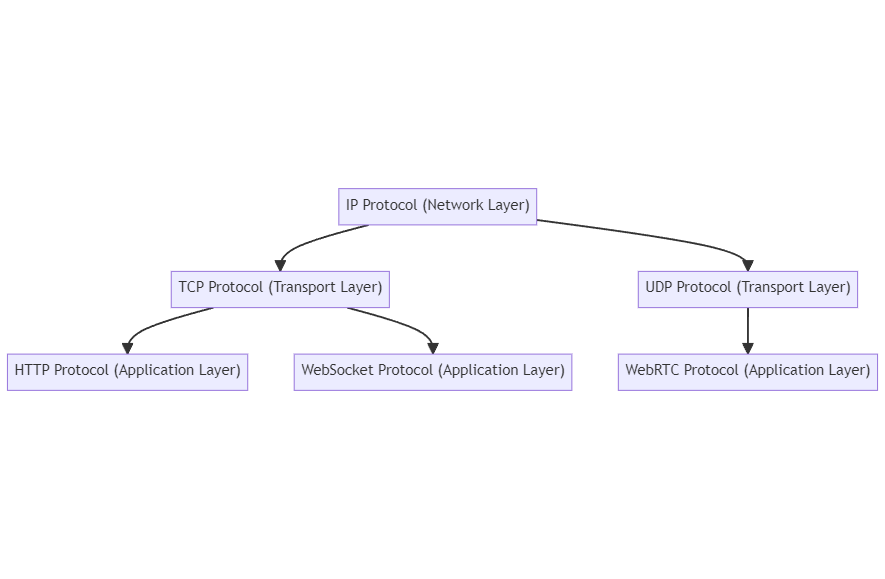 IP Protocol (Network Layer)
TCP Protocol (Transport Layer)
UDP Protocol (Transport Layer)
HTTP Protocol (Application Layer)
WebSocket Protocol (Application Layer)
WebRTC Protocol (Application Layer)